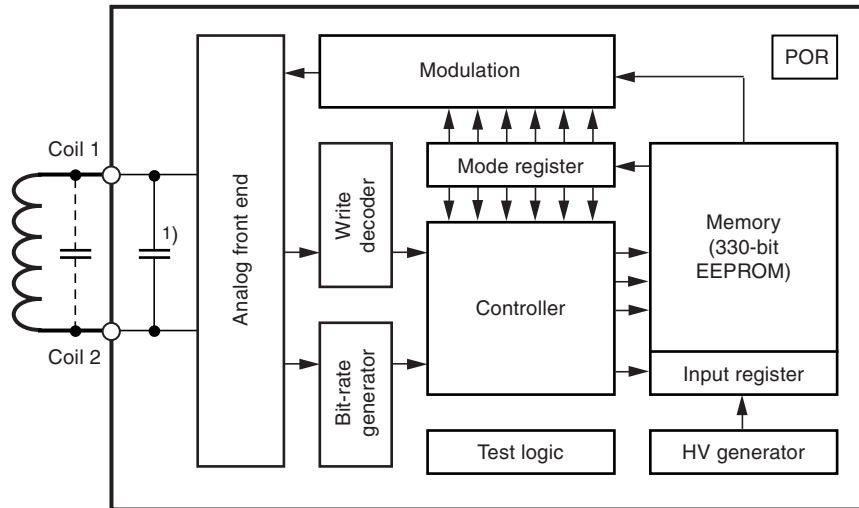 POR
Modulation
Coil 1
Mode register
Write
decoder
1)
Analog front end
Memory
(330-bit
EEPROM)
Controller
Coil 2
Bit-rate
generator
Input register
Test logic
HV generator